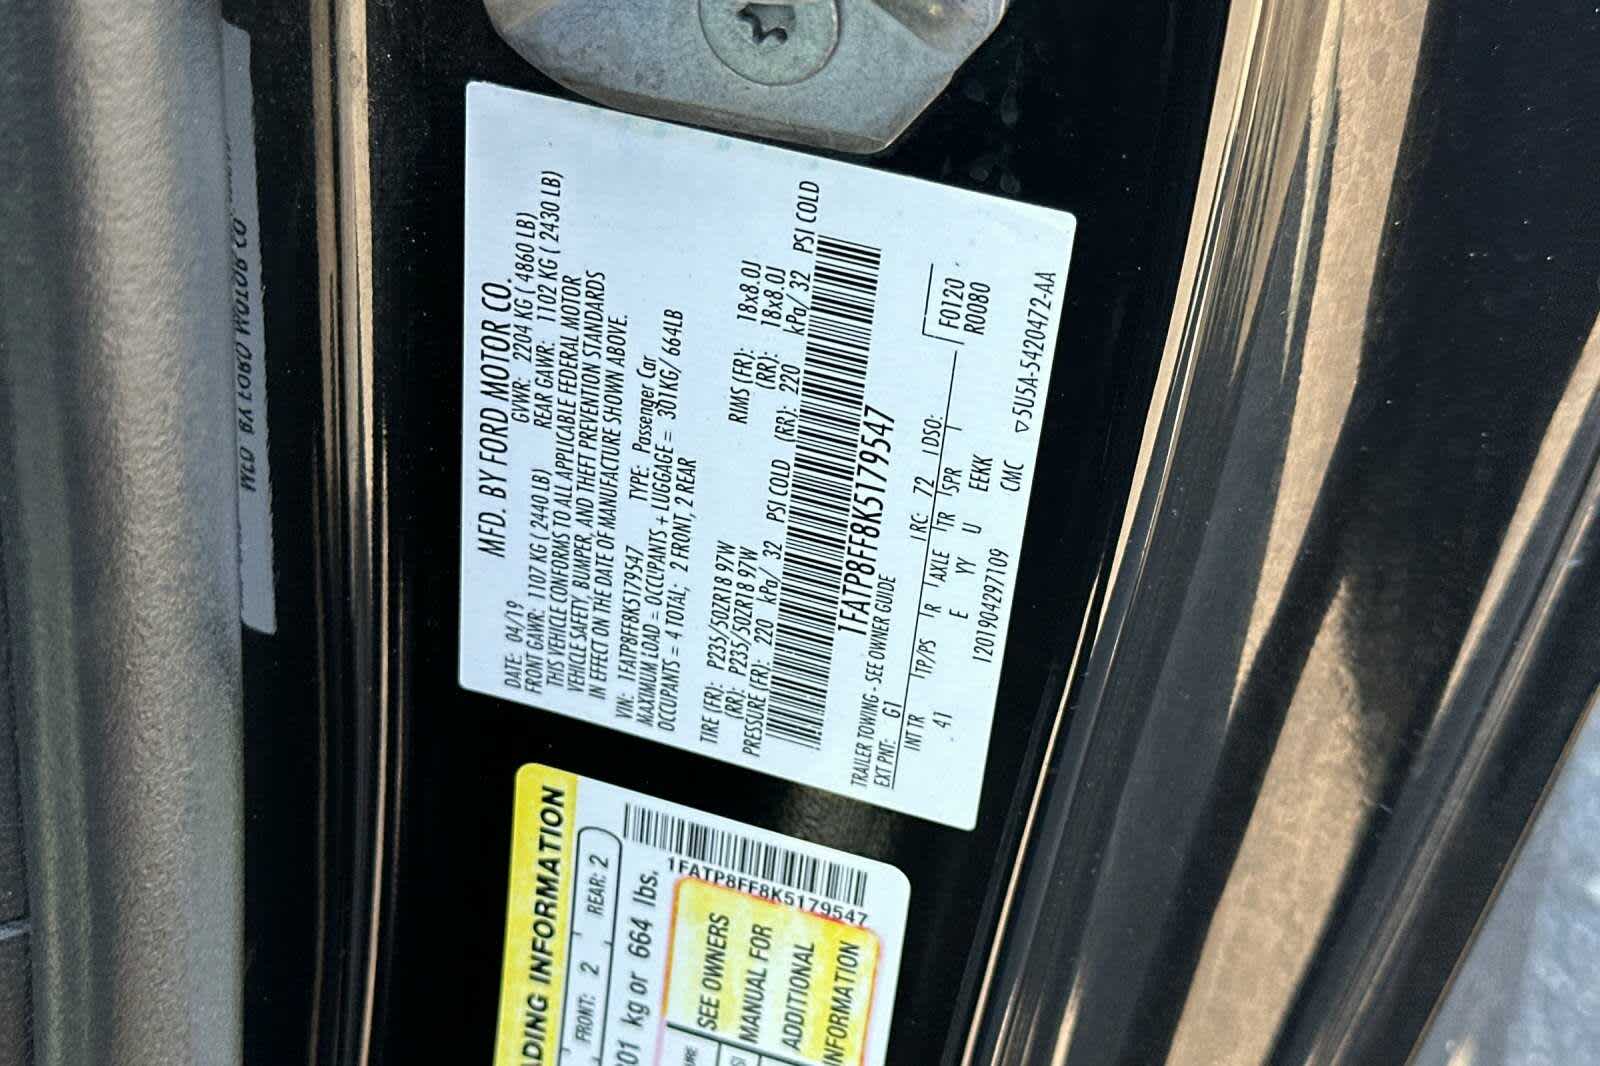 MFD. BY FORD MOTOR CO.
DATE: 04/19 GVWR: 2204 KG ( 4860 LB)
FRONT GAWR: 1107 KG ( 2440 LB) REAR GAWR: 1102 KG ( 2430 LB)
THIS VEHICLE CONFORMS TO ALL APPLICABLE FEDERAL MOTOR
VEHICLE SAFETY, BUMPER, AND THEFT PREVENTION STANDARDS
IN EFFECT ON THE DATE OF MANUFACTURE SHOWN ABOVE.
VIN: 1FATP8FF8K5179547 TYPE: Passenger Car
MAXIMUM LOAD = OCCUPANTS + LUGGAGE = 301KG/ 664LB
OCCUPANTS = 4 TOTAL; 2 FRONT, 2 REAR
TIRE (FR): P235/50ZR18 97W RIMS (FR): 18x8.0J
(RR): P235/50ZR18 97W (RR): 18x8.0J
PRESSURE (FR): 220 kPa/ 32 PSI COLD (RR): 220 kPa/ 32 PSI COLD
1FATP8FF8K5179547
TRAILER TOWING - SEE OWNER GUIDE
EXT PNT: G1 RC: 72 DSO: F0120
INT TR TP/PS R AXLE TR SPR R0080
41 E YY U EEKK
1201904297109 CMC ▽5U5A-5420472-AA
ADING INFORMATION
FRONT: 2 REAR: 2
301 kg or 664 lbs.
1FATP8FF8K5179547
SEE OWNERS
MANUAL FOR
ADDITIONAL
INFORMATION